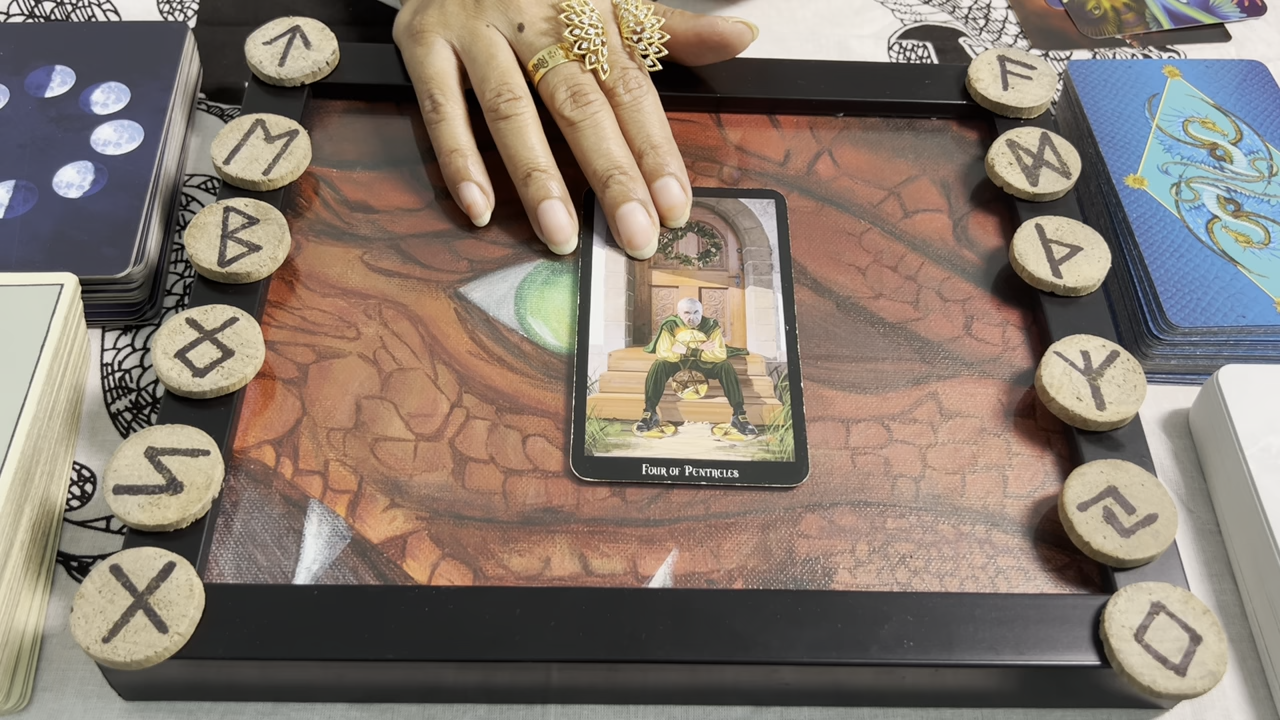 ᛏ
ᚨ
ᛖ
ᛞ
ᛒ
ᚦ
ᛟ
ᛉ
ᛊ
ᛃ
ᚷ
ᛜ
Four of Pentacles